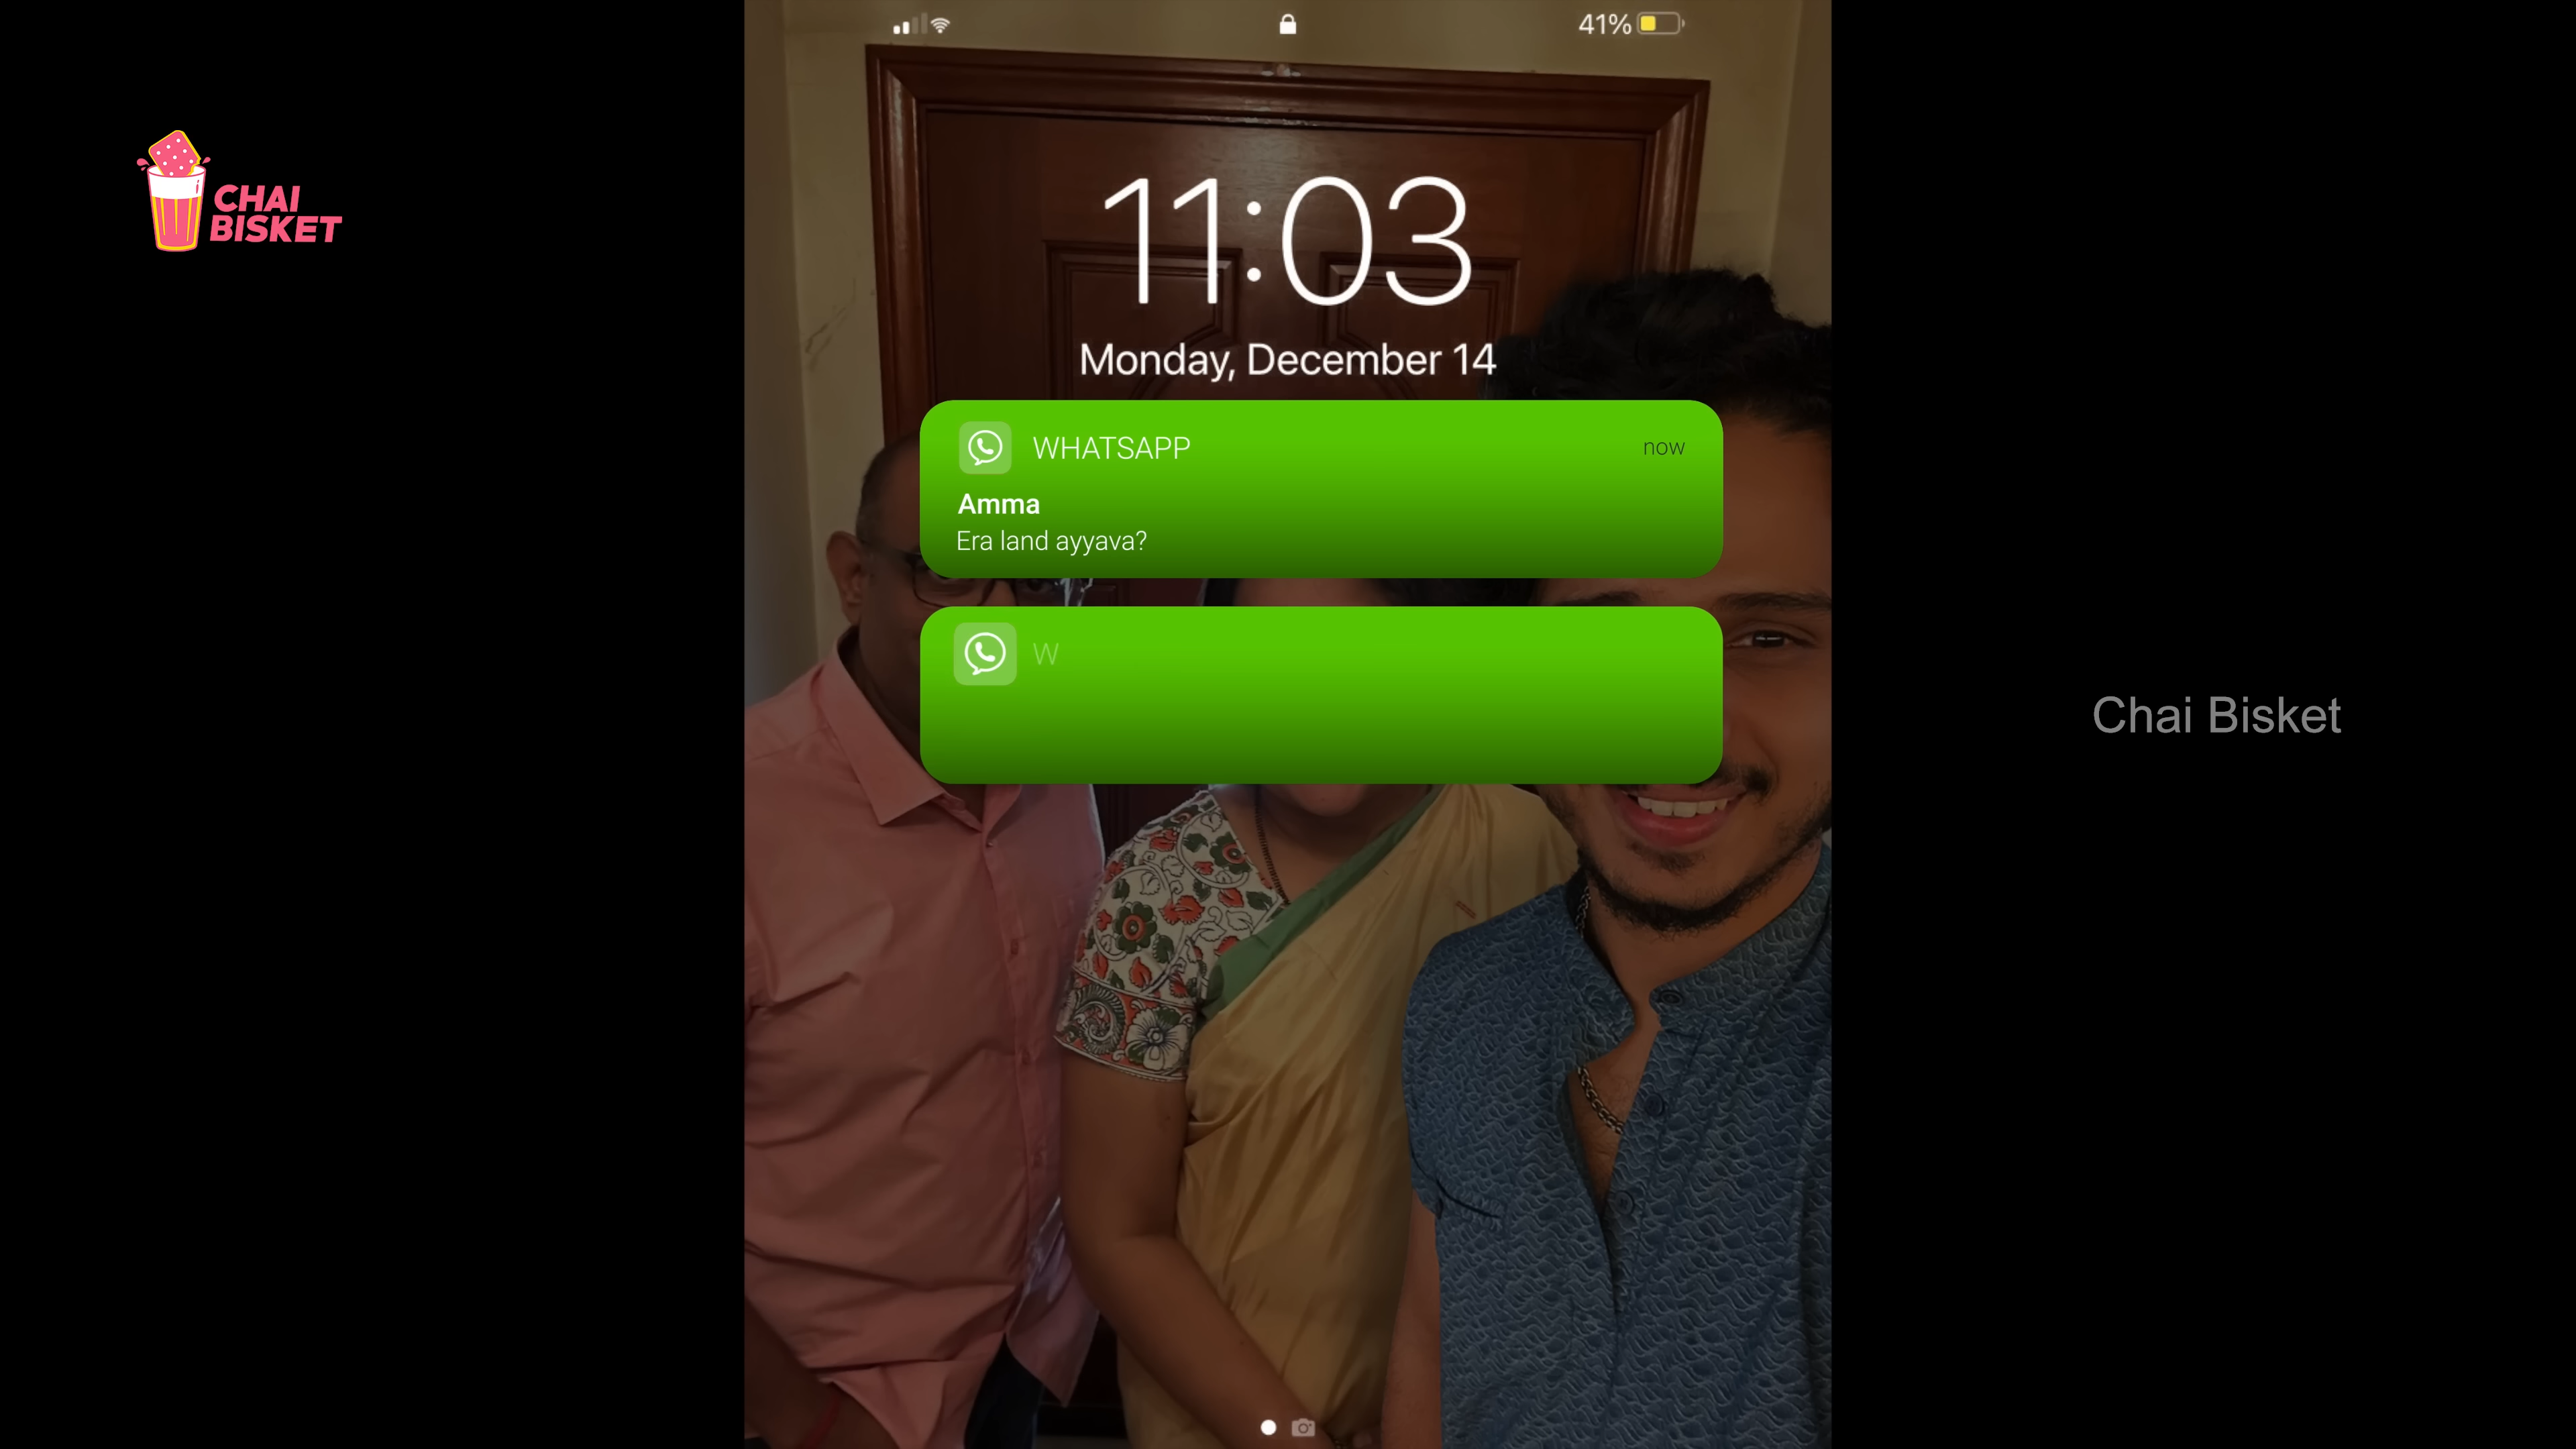 41%
CHAI
BISKET
11:03
Monday, December 14
WHATSAPP
now
Amma
Era land ayyava?
W
Chai Bisket